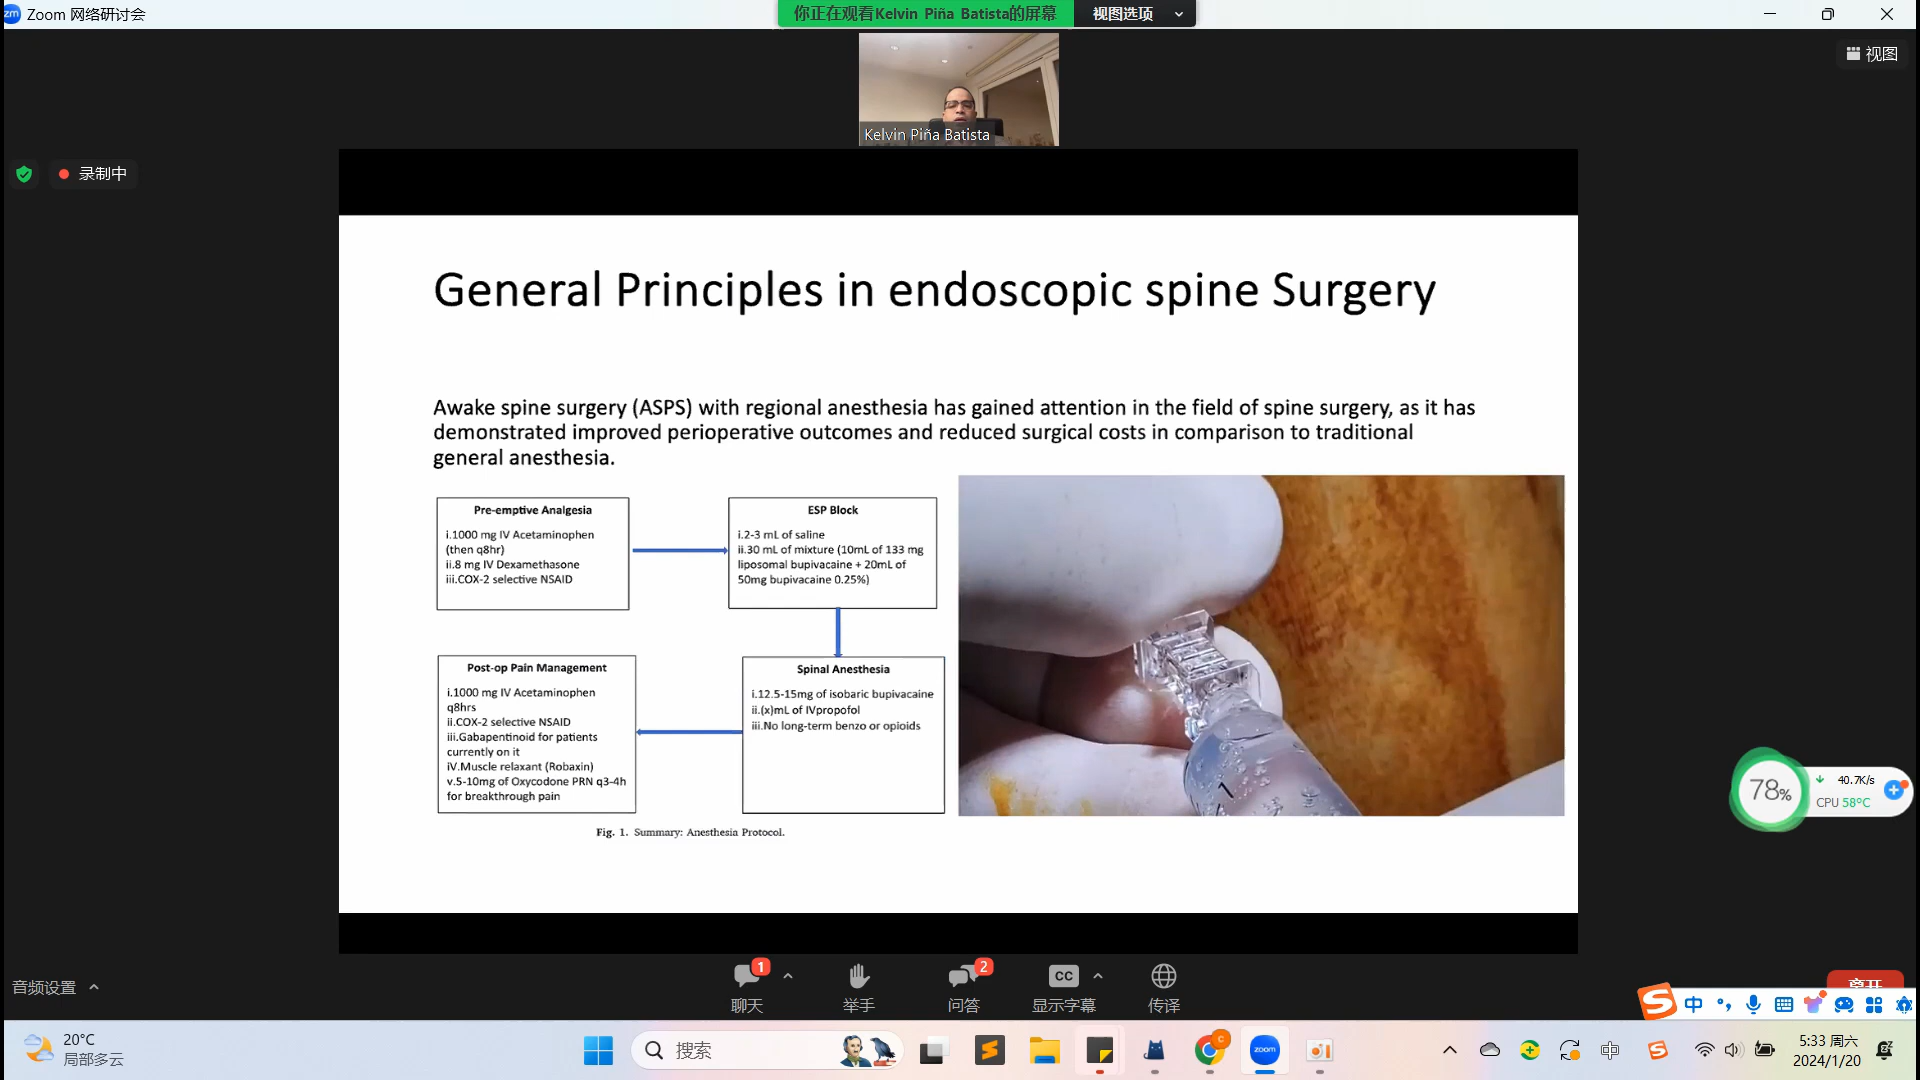 Zoom 网络研讨会
你正在观看Kelvin Piña Batista的屏幕
视图选项
视图
Kelvin Piña Batista
录制中
General Principles in endoscopic spine Surgery
Awake spine surgery (ASPS) with regional anesthesia has gained attention in the field of spine surgery, as it has
demonstrated improved perioperative outcomes and reduced surgical costs in comparison to traditional
general anesthesia.
Pre-emptive Analgesia
i.1000 mg IV Acetaminophen
(then q8hr)
ii.8 mg IV Dexamethasone
iii.COX-2 selective NSAID
ESP Block
i.2-3 mL of saline
ii.30 mL of mixture (10mL of 133 mg
liposomal bupivacaine + 20mL of
50mg bupivacaine 0.25%)
Post-op Pain Management
i.1000 mg IV Acetaminophen
q8hrs
ii.COX-2 selective NSAID
iii.Gabapentinoid for patients
currently on it
iV.Muscle relaxant (Robaxin)
v.5-10mg of Oxycodone PRN q3-4h
for breakthrough pain
Spinal Anesthesia
i.12.5-15mg of isobaric bupivacaine
ii.(x)mL of IVpropofol
iii.No long-term benzo or opioids
Fig. 1. Summary: Anesthesia Protocol.
78%
40.7K/s
CPU 58°C
音频设置
1
聊天
举手
2
问答
CC
显示字幕
传译
中
20°C
局部多云
搜索
zoom
5:33 周六
2024/1/20